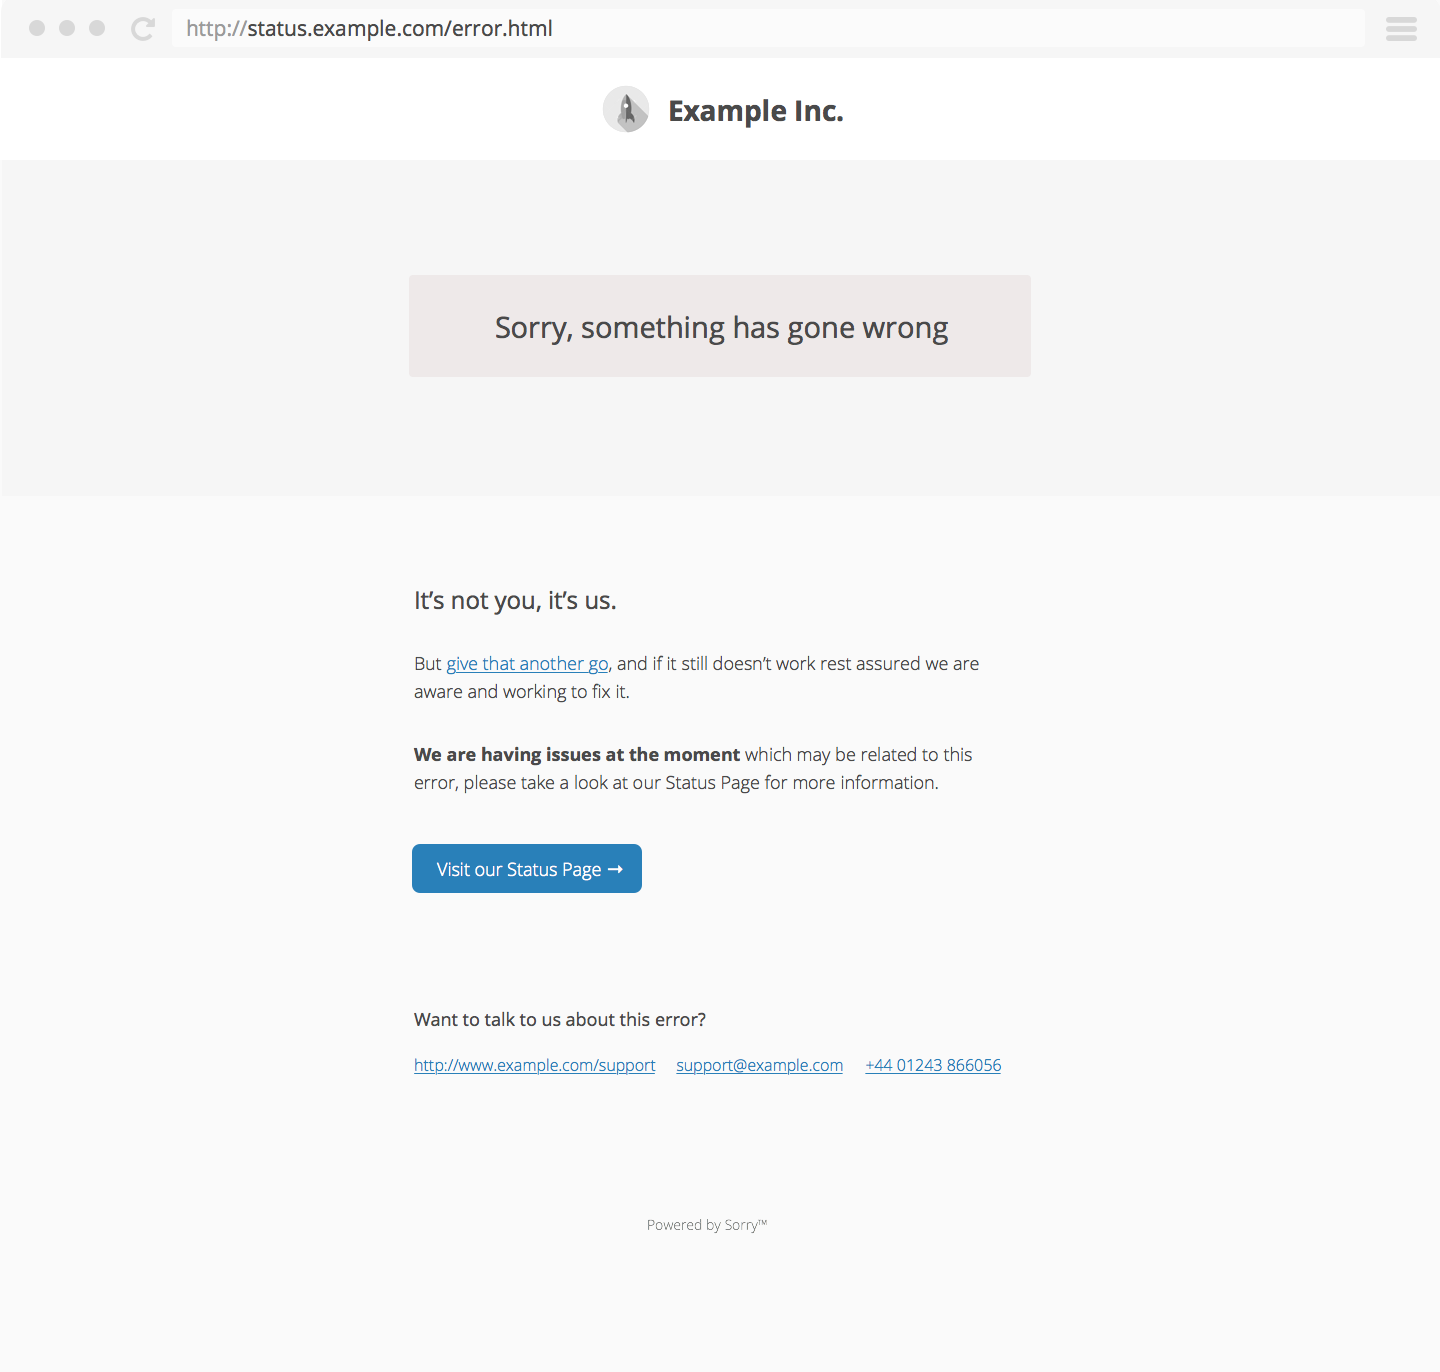 http://status.example.com/error.html
Example Inc.
Sorry, something has gone wrong
It’s not you, it’s us.
But give that another go, and if it still doesn’t work rest assured we are
aware and working to fix it.
We are having issues at the moment which may be related to this
error, please take a look at our Status Page for more information.
Visit our Status Page →
Want to talk to us about this error?
http://www.example.com/support support@example.com +44 01243 866056
Powered by Sorry™